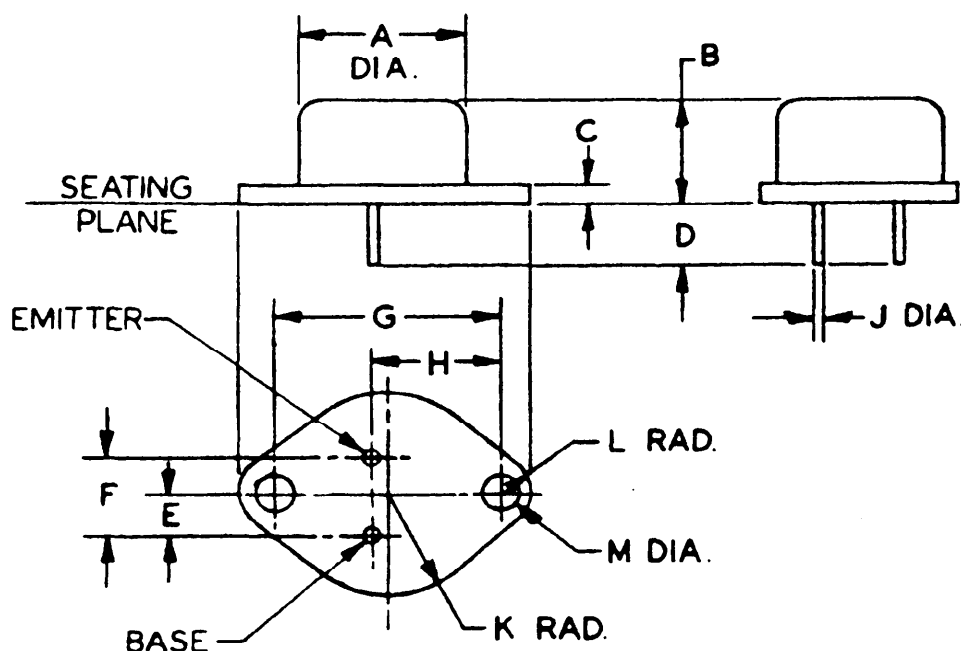 A
DIA.
B
C
SEATING
PLANE
D
EMITTER
G
J DIA.
H
L RAD.
F
E
M DIA.
BASE
K RAD.